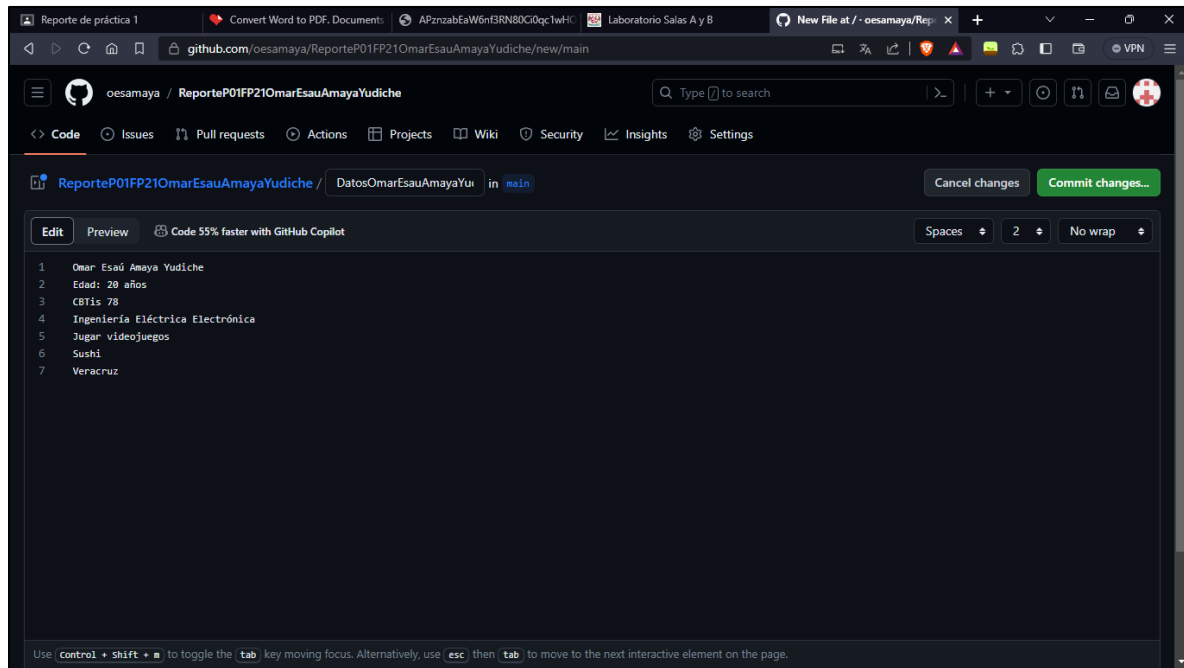 Reporte de práctica 1
Convert Word to PDF. Documents
APznzabEaW6nf3RN80Ci0qc1wHO
Laboratorio Salas A y B
New File at / · oesamaya/Repo
github.com/oesamaya/ReporteP01FP21OmarEsauAmayaYudiche/new/main
VPN
oesamaya / ReporteP01FP21OmarEsauAmayaYudiche
Type / to search
Code
Issues
Pull requests
Actions
Projects
Wiki
Security
Insights
Settings
ReporteP01FP21OmarEsauAmayaYudiche /
DatosOmarEsauAmayaYu
in main
Cancel changes
Commit changes...
Edit
Preview
Code 55% faster with GitHub Copilot
Spaces
2
No wrap
1 Omar Esaú Amaya Yudiche
2 Edad: 20 años
3 CBTis 78
4 Ingeniería Eléctrica Electrónica
5 Jugar videojuegos
6 Sushi
7 Veracruz
Use Control + Shift + m to toggle the tab key moving focus. Alternatively, use esc then tab to move to the next interactive element on the page.